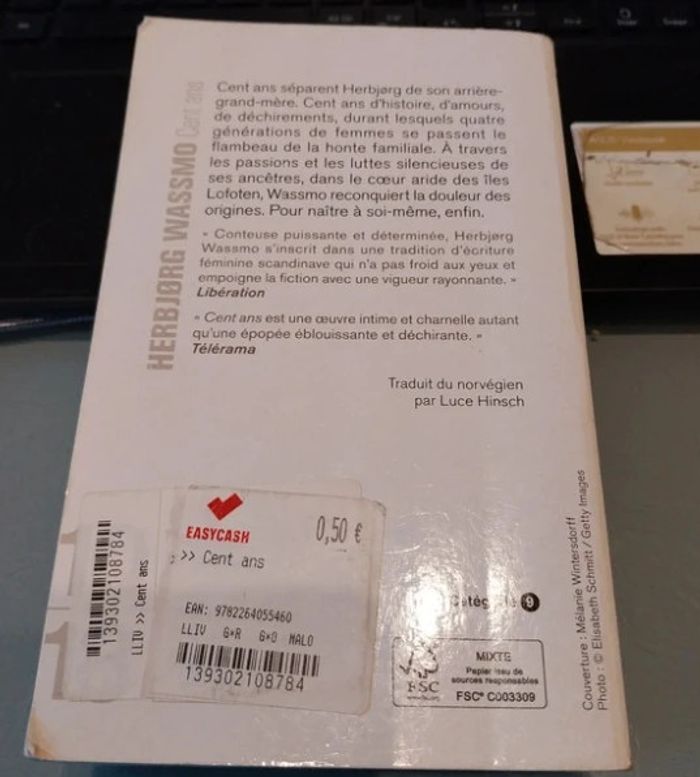 HERBJØRG WASSMO Cent ans
Cent ans séparent Herbjørg de son arrière-
grand-mère. Cent ans d'histoire, d'amours,
de déchirements, durant lesquels quatre
générations de femmes se passent le
flambeau de la honte familiale. À travers
les passions et les luttes silencieuses de
ses ancêtres, dans le cœur aride des îles
Lofoten, Wassmo reconquiert la douleur des
origines. Pour naître à soi-même, enfin.
« Conteuse puissante et déterminée, Herbjørg
Wassmo s'inscrit dans une tradition d'écriture
féminine scandinave qui n'a pas froid aux yeux et
empoigne la fiction avec une vigueur rayonnante. »
Libération
« Cent ans est une œuvre intime et charnelle autant
qu'une épopée éblouissante et déchirante. »
Télérama
Traduit du norvégien
par Luce Hinsch
139302108784
LLIV >> Cent ans
EASYCASH
0,50 €
>> Cent ans
EAN: 9782264055460
LLIV G*R G*O MALO
139302108784
9
FSC
MIXTE
Papier issu de
sources responsables
FSC® C003309
Couverture : Mélanie Wintersdorff
Photo : © Elisabeth Schmitt / Getty Images